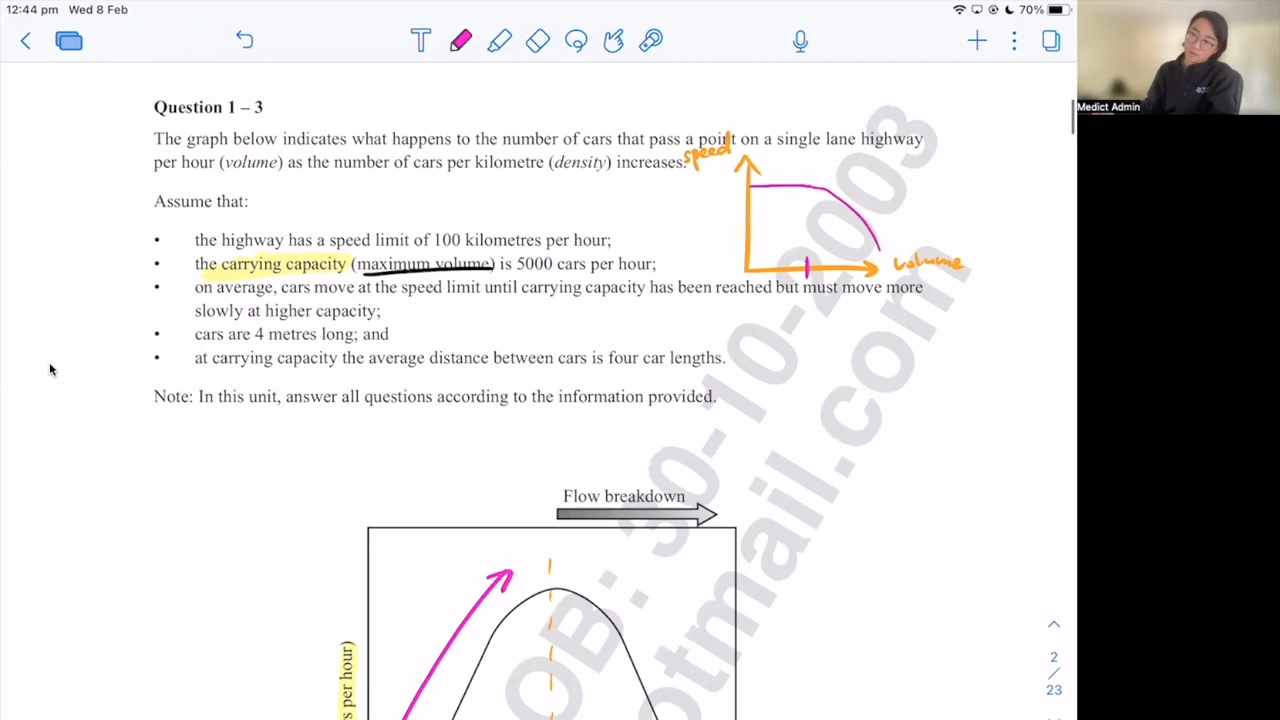 12:44 pm Wed 8 Feb
70%
Medict Admin
Question 1 – 3
The graph below indicates what happens to the number of cars that pass a point on a single lane highway
per hour (volume) as the number of cars per kilometre (density) increases.
speed
Assume that:
• the highway has a speed limit of 100 kilometres per hour;
• the carrying capacity (maximum volume) is 5000 cars per hour;
volume
• on average, cars move at the speed limit until carrying capacity has been reached but must move more
slowly at higher capacity;
• cars are 4 metres long; and
• at carrying capacity the average distance between cars is four car lengths.
Note: In this unit, answer all questions according to the information provided.
Flow breakdown
s per hour)
OB: 30-10-2003
otmail.com
2
/
23